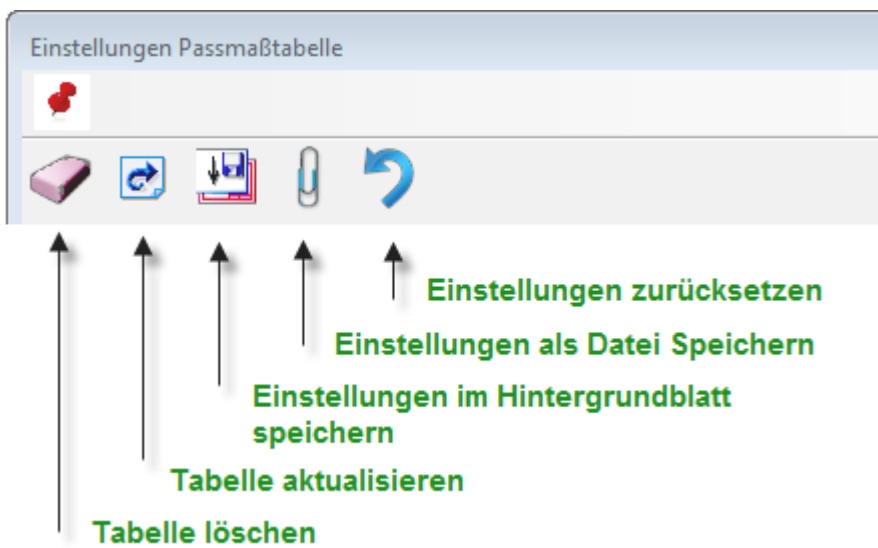 Einstellungen Passmaßtabelle
Einstellungen zurücksetzen
Einstellungen als Datei Speichern
Einstellungen im Hintergrundblatt
speichern
Tabelle aktualisieren
Tabelle löschen